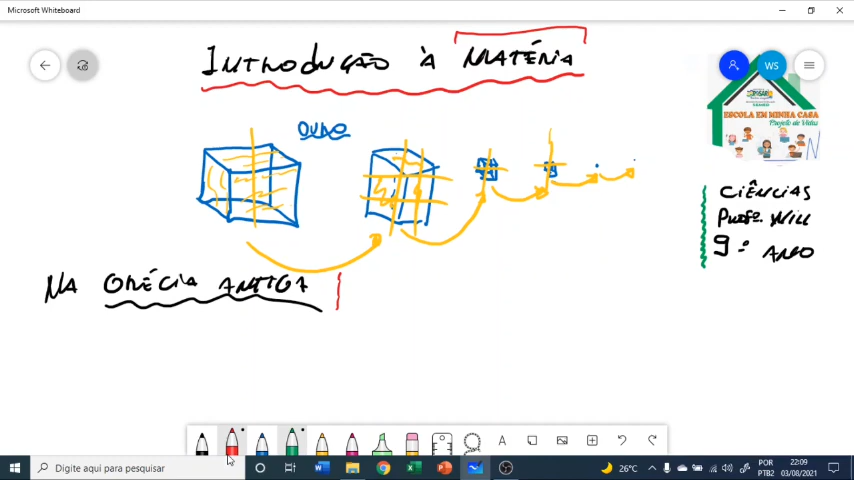 Microsoft Whiteboard
INTRODUÇÃO À MATÉRIA
WS
ESCOLA EM MINHA CASA
Projeto de Vida
OURO
CIÊNCIAS
Profº. Will
9º ANO
NA GRÉCIA ANTIGA
Digite aqui para pesquisar
26°C
POR
PTB2
22:09
03/08/2021